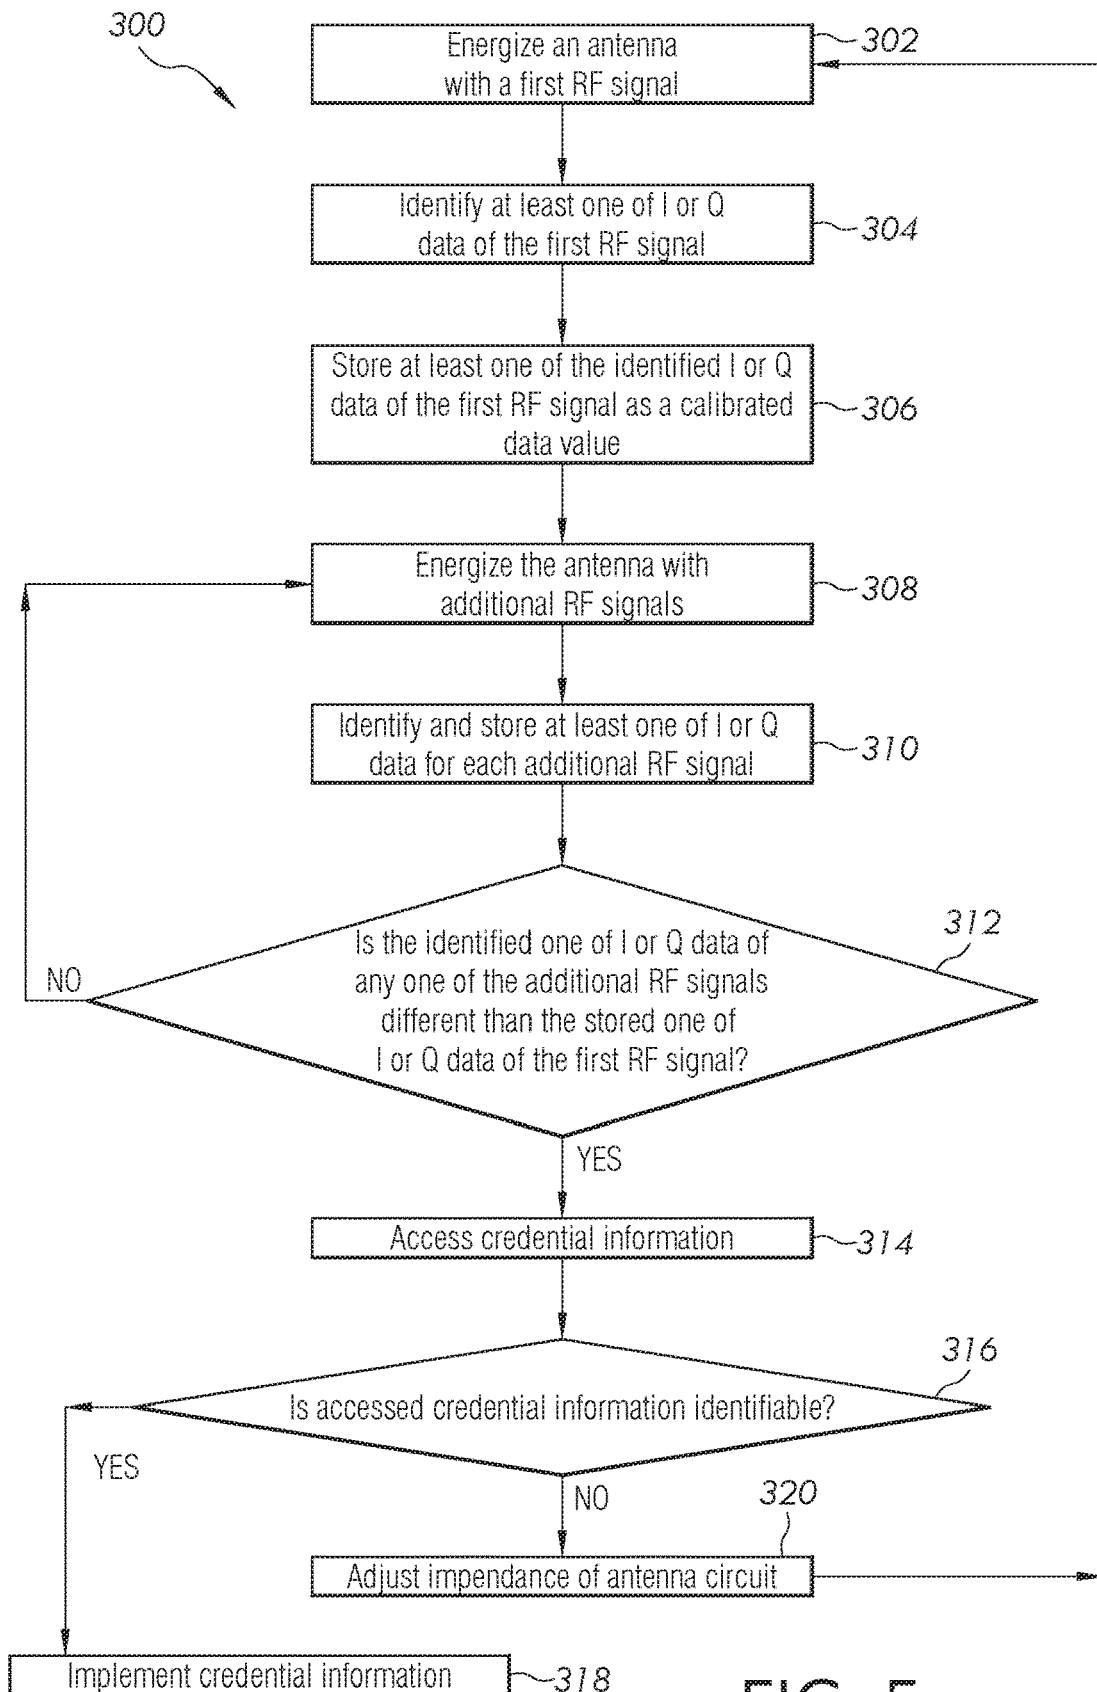 300
Energize an antenna
with a first RF signal
302
Identify at least one of I or Q
data of the first RF signal
304
Store at least one of the identified I or Q
data of the first RF signal as a calibrated
data value
306
Energize the antenna with
additional RF signals
308
Identify and store at least one of I or Q
data for each additional RF signal
310
312
Is the identified one of I or Q data of
any one of the additional RF signals
different than the stored one of
I or Q data of the first RF signal?
NO
YES
Access credential information
314
316
Is accessed credential information identifiable?
YES
NO
320
Adjust impendance of antenna circuit
Implement credential information
318
FIG. 5